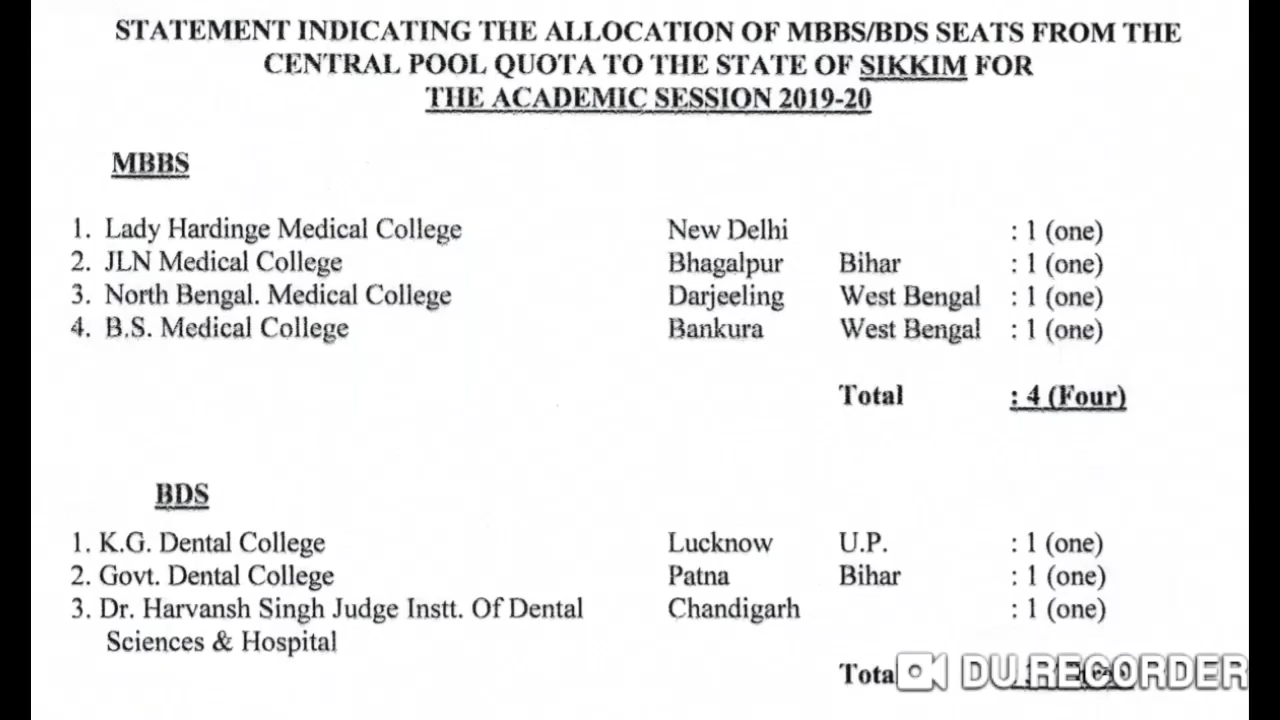 STATEMENT INDICATING THE ALLOCATION OF MBBS/BDS SEATS FROM THE
CENTRAL POOL QUOTA TO THE STATE OF SIKKIM FOR
THE ACADEMIC SESSION 2019-20
MBBS
1. Lady Hardinge Medical College New Delhi : 1 (one)
2. JLN Medical College Bhagalpur Bihar : 1 (one)
3. North Bengal. Medical College Darjeeling West Bengal : 1 (one)
4. B.S. Medical College Bankura West Bengal : 1 (one)
Total : 4 (Four)
BDS
1. K.G. Dental College Lucknow U.P. : 1 (one)
2. Govt. Dental College Patna Bihar : 1 (one)
3. Dr. Harvansh Singh Judge Instt. Of Dental Chandigarh : 1 (one)
Sciences & Hospital
Total
DU RECORDER